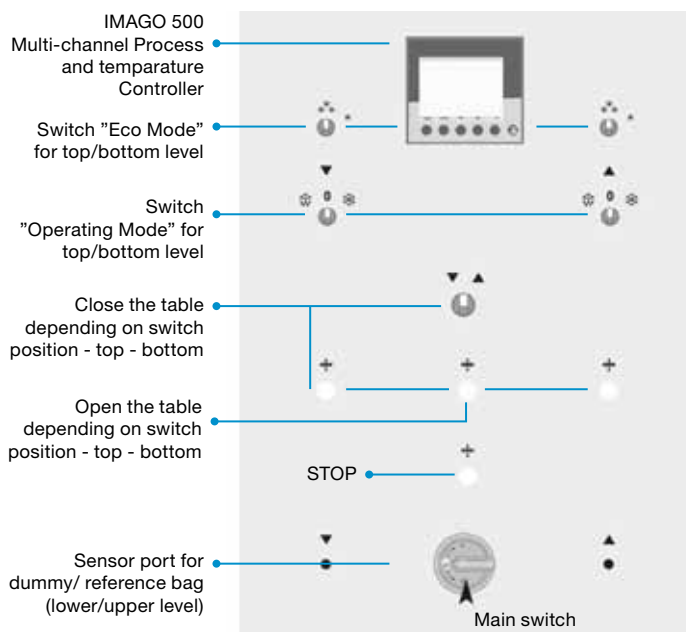 IMAGO 500
Multi-channel Process
and temparature
Controller
Switch ”Eco Mode”
for top/bottom level
Switch
”Operating Mode” for
top/bottom level
0
0
Close the table
depending on switch
position - top - bottom
Open the table
depending on switch
position - top - bottom
STOP
Sensor port for
dummy/ reference bag
(lower/upper level)
Main switch